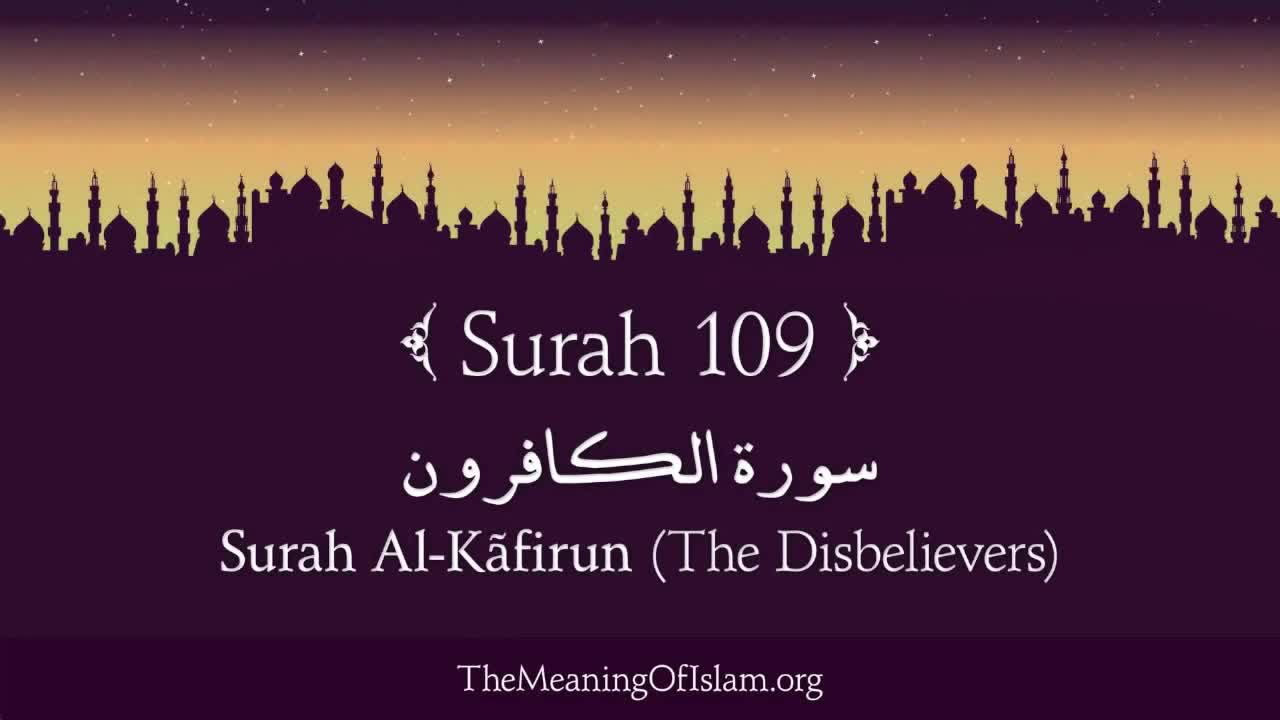 Surah 109
سورة الكافرون
Surah Al-Kãfirun (The Disbelievers)
TheMeaningOfIslam.org